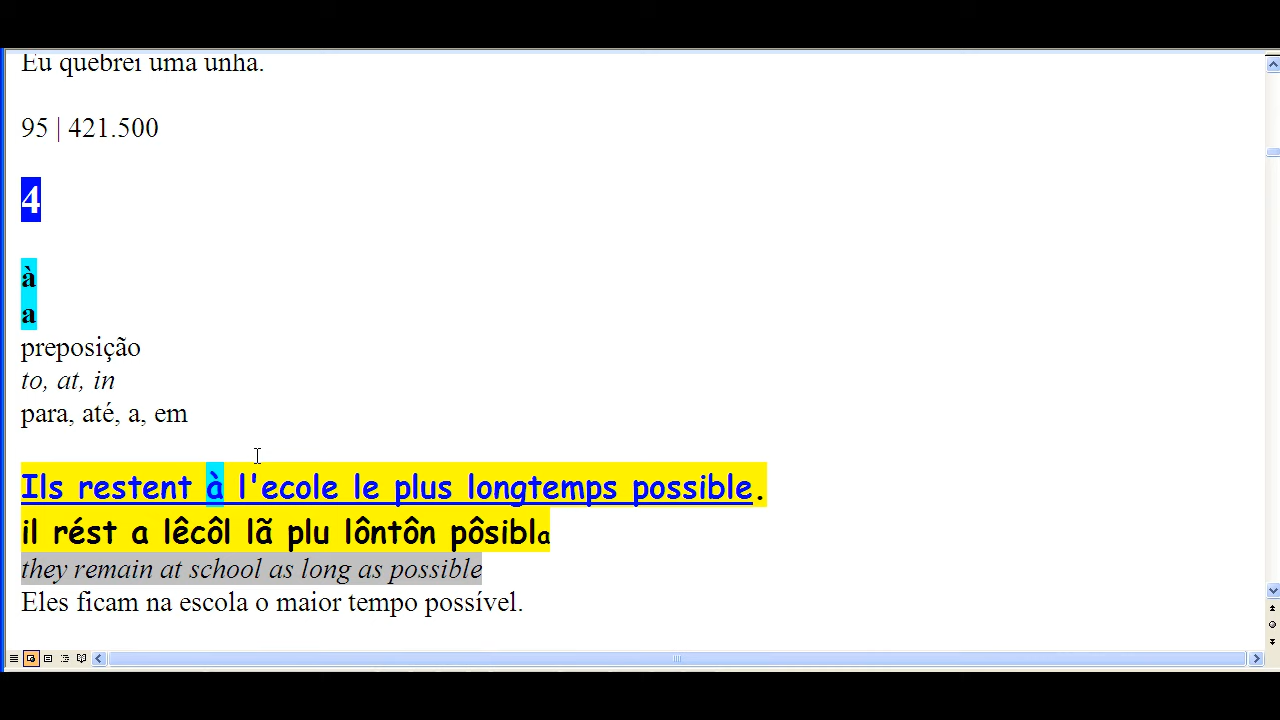 Eu quebrei uma unha.
95 | 421.500
4
à
a
preposição
to, at, in
para, até, a, em
Ils restent à l'ecole le plus longtemps possible.
il rést a lêcôl lã plu lôntôn pôsibla
they remain at school as long as possible
Eles ficam na escola o maior tempo possível.